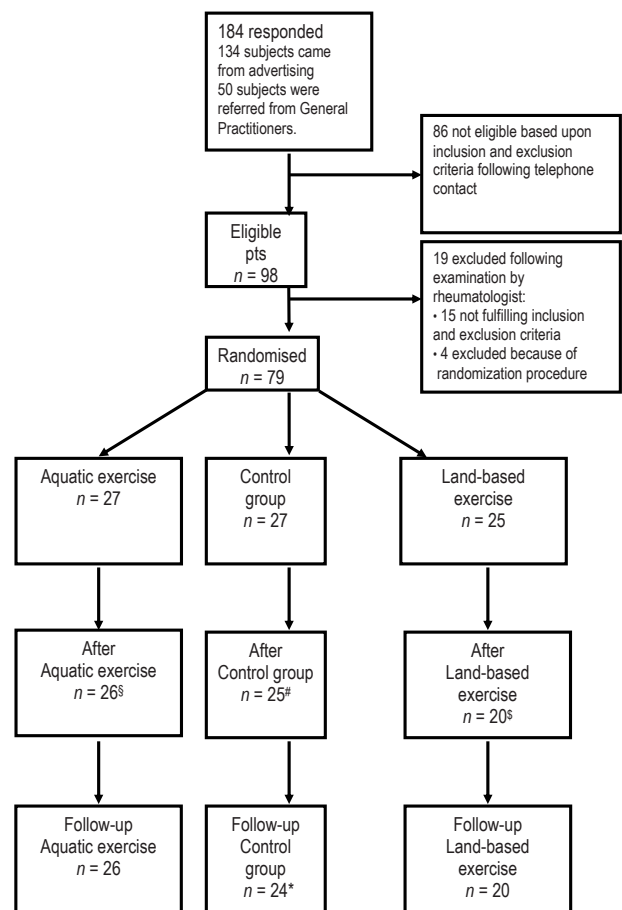 184 responded
134 subjects came
from advertising
50 subjects were
referred from General
Practitioners.
86 not eligible based upon
inclusion and exclusion
criteria following telephone
contact
Eligible
pts
n = 98
19 excluded following
examination by
rheumatologist:
• 15 not fulfilling inclusion
and exclusion criteria
• 4 excluded because of
randomization procedure
Randomised
n = 79
Aquatic exercise
n = 27
Control
group
n = 27
Land-based
exercise
n = 25
After
Aquatic exercise
n = 26§
After
Control group
n = 25#
After
Land-based
exercise
n = 20$
Follow-up
Aquatic exercise
n = 26
Follow-up
Control
group
n = 24*
Follow-up
Land-based
exercise
n = 20